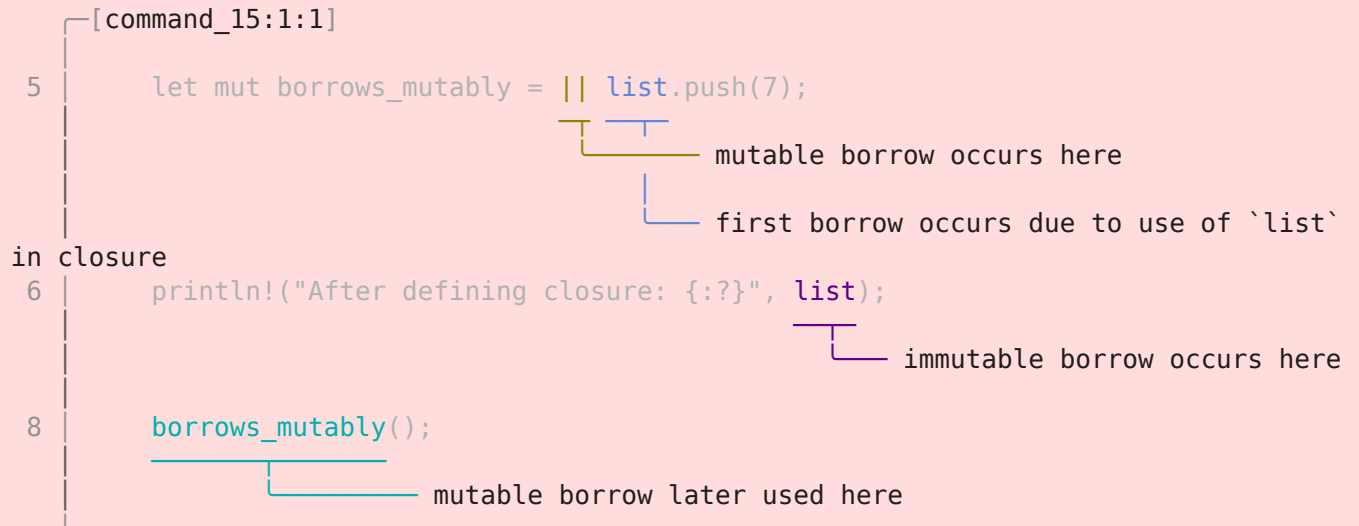 [command_15:1:1]
5 let mut borrows_mutably = || list.push(7);
mutable borrow occurs here
first borrow occurs due to use of `list`
in closure
6 println!("After defining closure: {:?}", list);
immutable borrow occurs here
8 borrows_mutably();
mutable borrow later used here